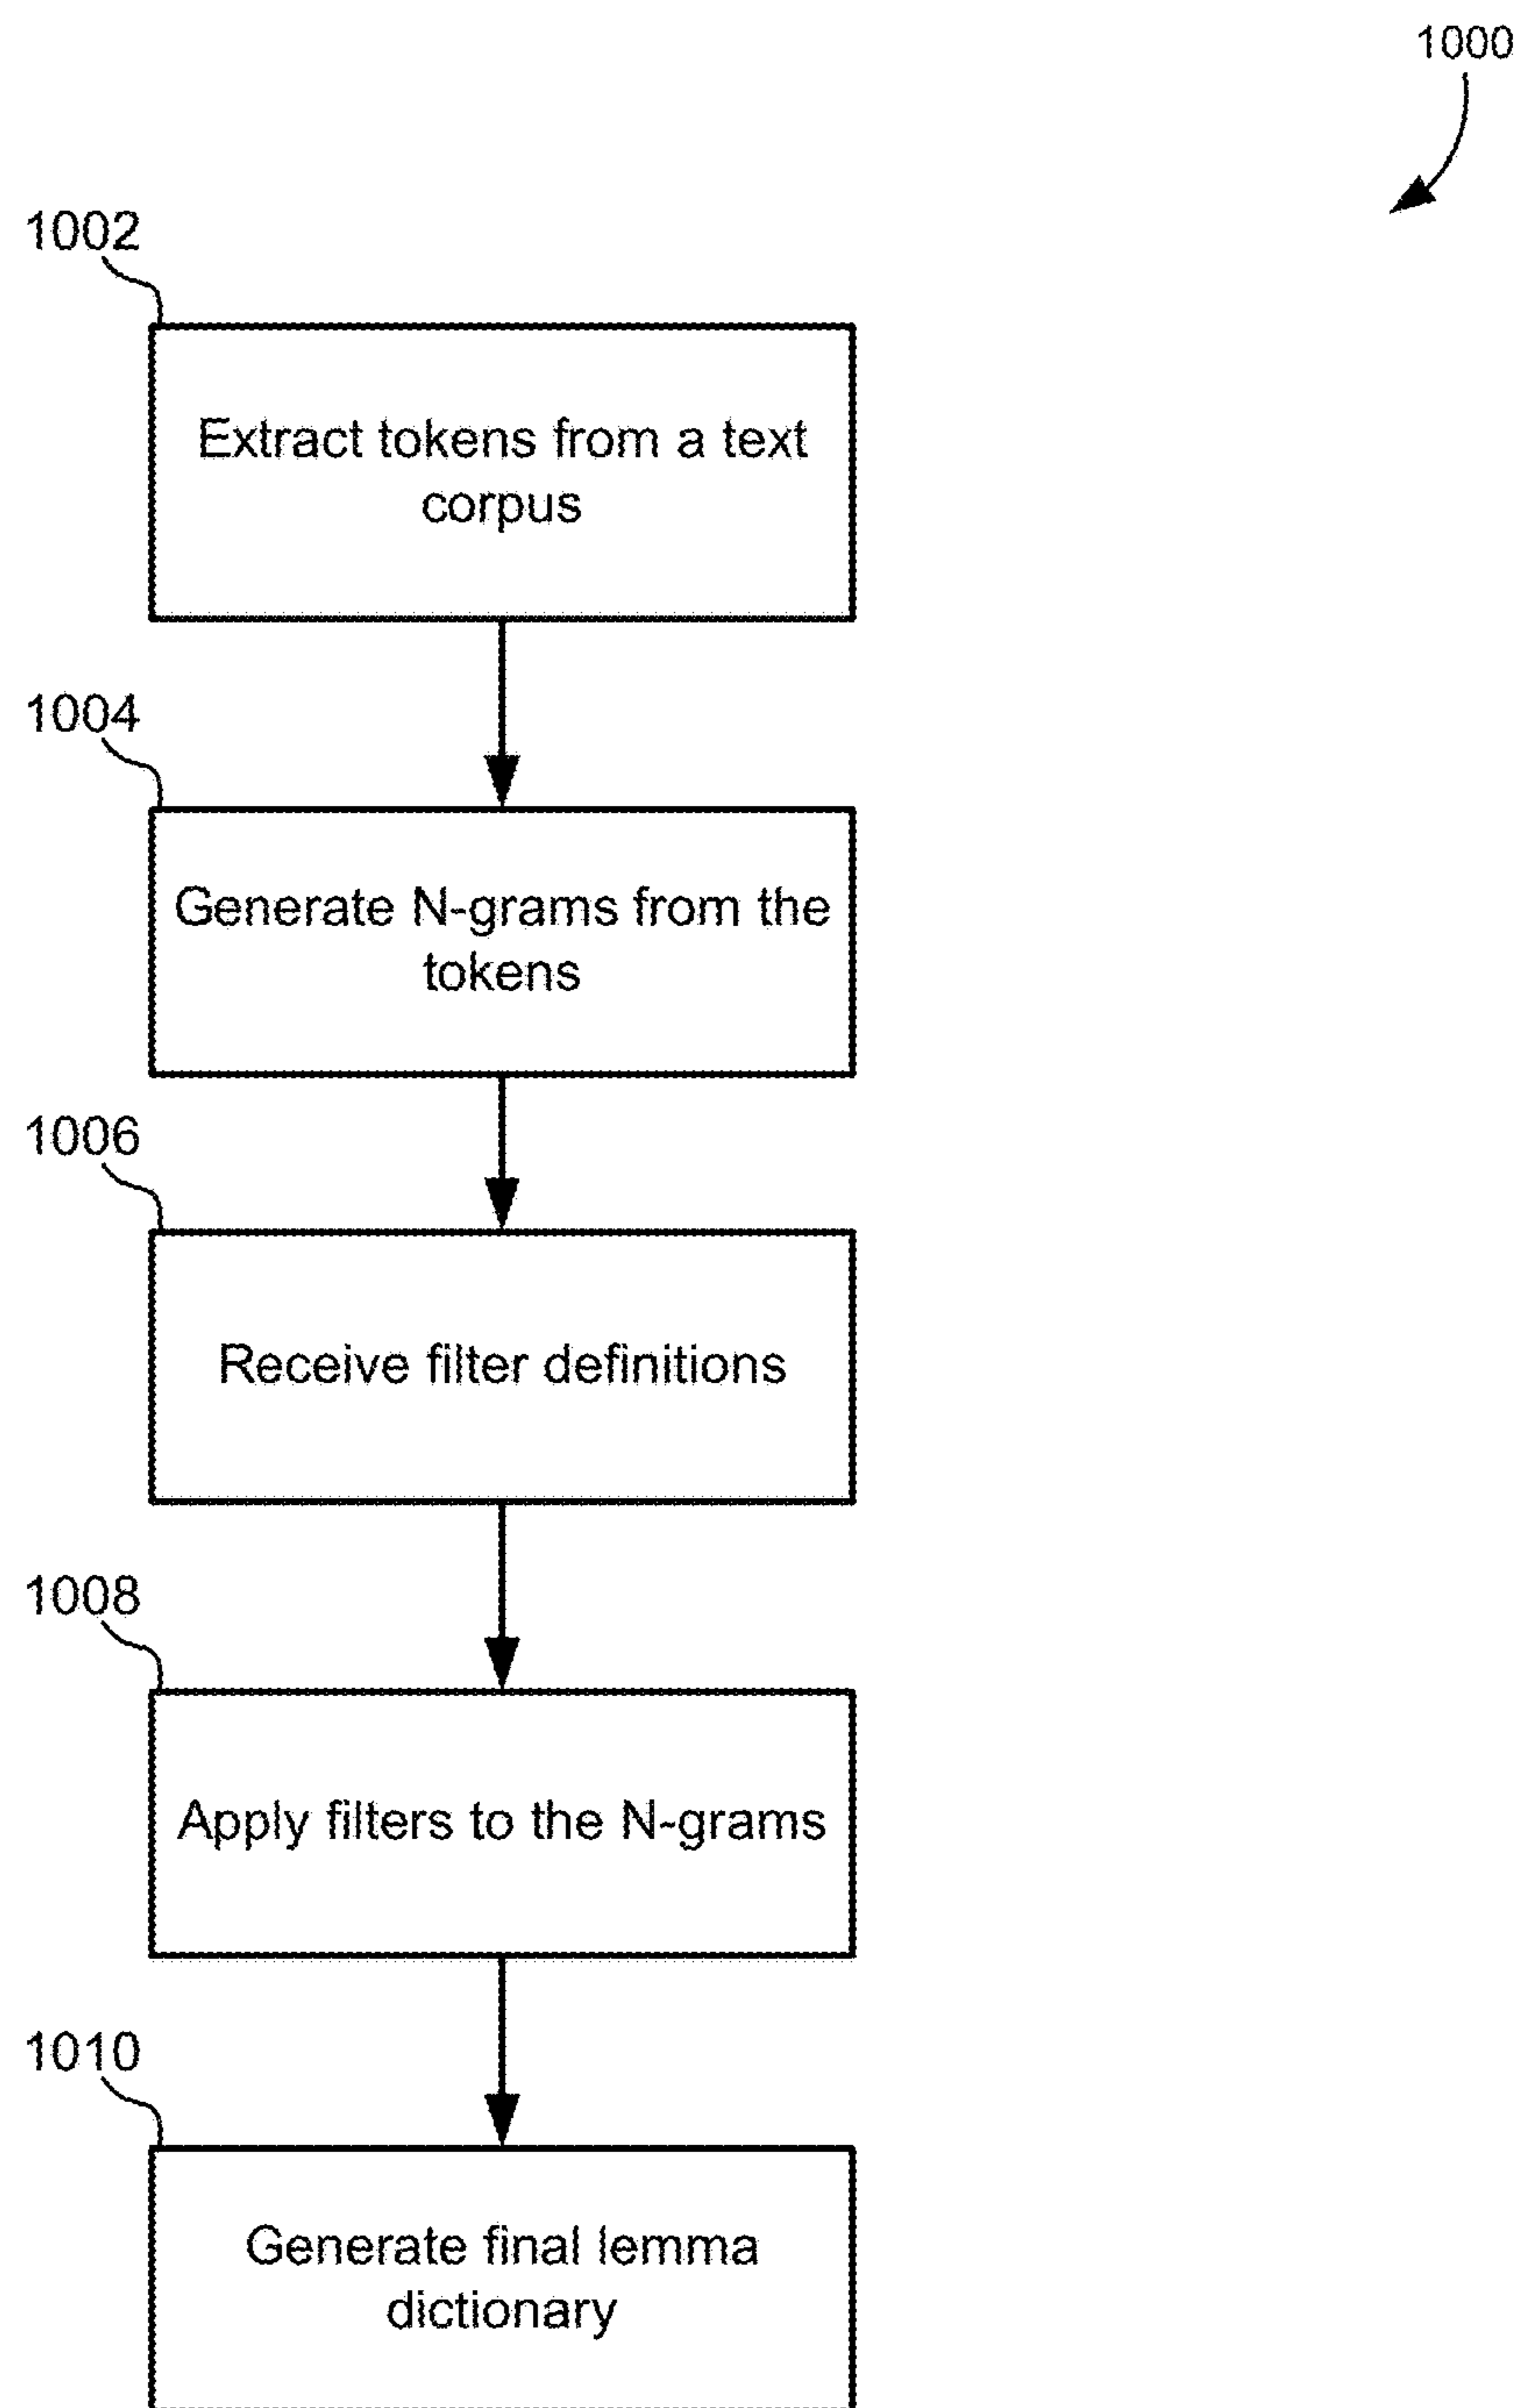 1000
1002
Extract tokens from a text
corpus
1004
Generate N-grams from the
tokens
1006
Receive filter definitions
1008
Apply filters to the N-grams
1010
Generate final lemma
dictionary